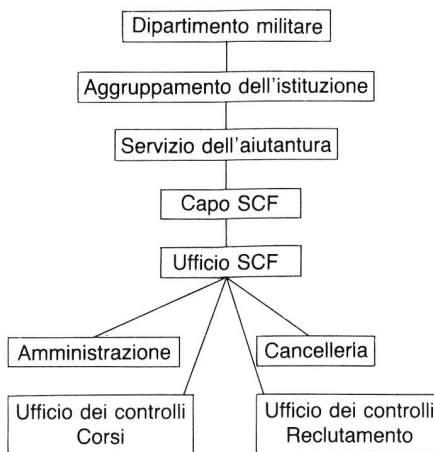 Dipartimento militare
Aggruppamento dell'istituzione
Servizio dell'aiutantura
Capo SCF
Ufficio SCF
Amministrazione
Cancelleria
Ufficio dei controlli
Corsi
Ufficio dei controlli
Reclutamento